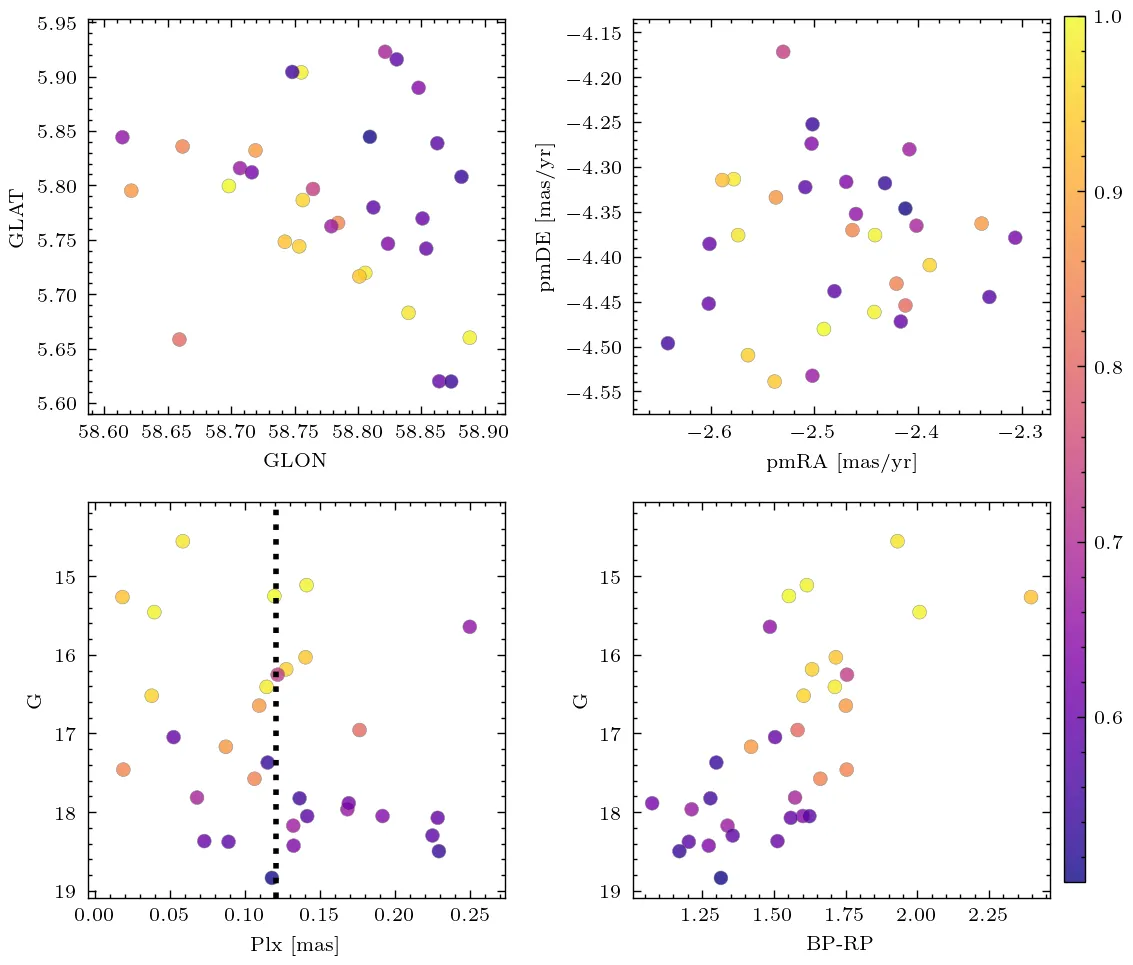 5.95
5.90
5.85
5.80
5.75
5.70
5.65
5.60
GLAT
58.60 58.65 58.70 58.75 58.80 58.85 58.90
GLON
−4.15
−4.20
−4.25
−4.30
−4.35
−4.40
−4.45
−4.50
−4.55
pmDE [mas/yr]
−2.6 −2.5 −2.4 −2.3
pmRA [mas/yr]
1.0
0.9
0.8
0.7
0.6
15
16
17
18
19
G
0.00 0.05 0.10 0.15 0.20 0.25
Plx [mas]
15
16
17
18
19
G
1.25 1.50 1.75 2.00 2.25
BP-RP